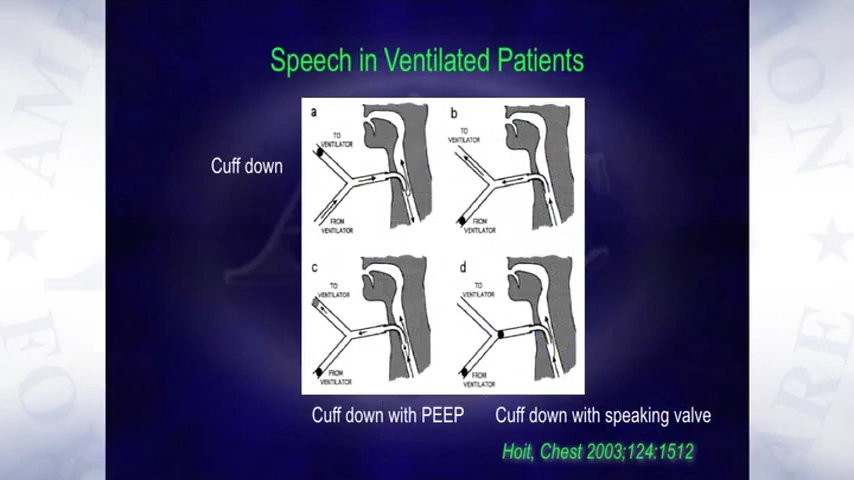 Speech in Ventilated Patients
Cuff down
a
TO
VENTILATOR
FROM
VENTILATOR
b
TO
VENTILATOR
FROM
VENTILATOR
c
TO
VENTILATOR
FROM
VENTILATOR
d
TO
VENTILATOR
FROM
VENTILATOR
Cuff down with PEEP
Cuff down with speaking valve
Hoit, Chest 2003;124:1512